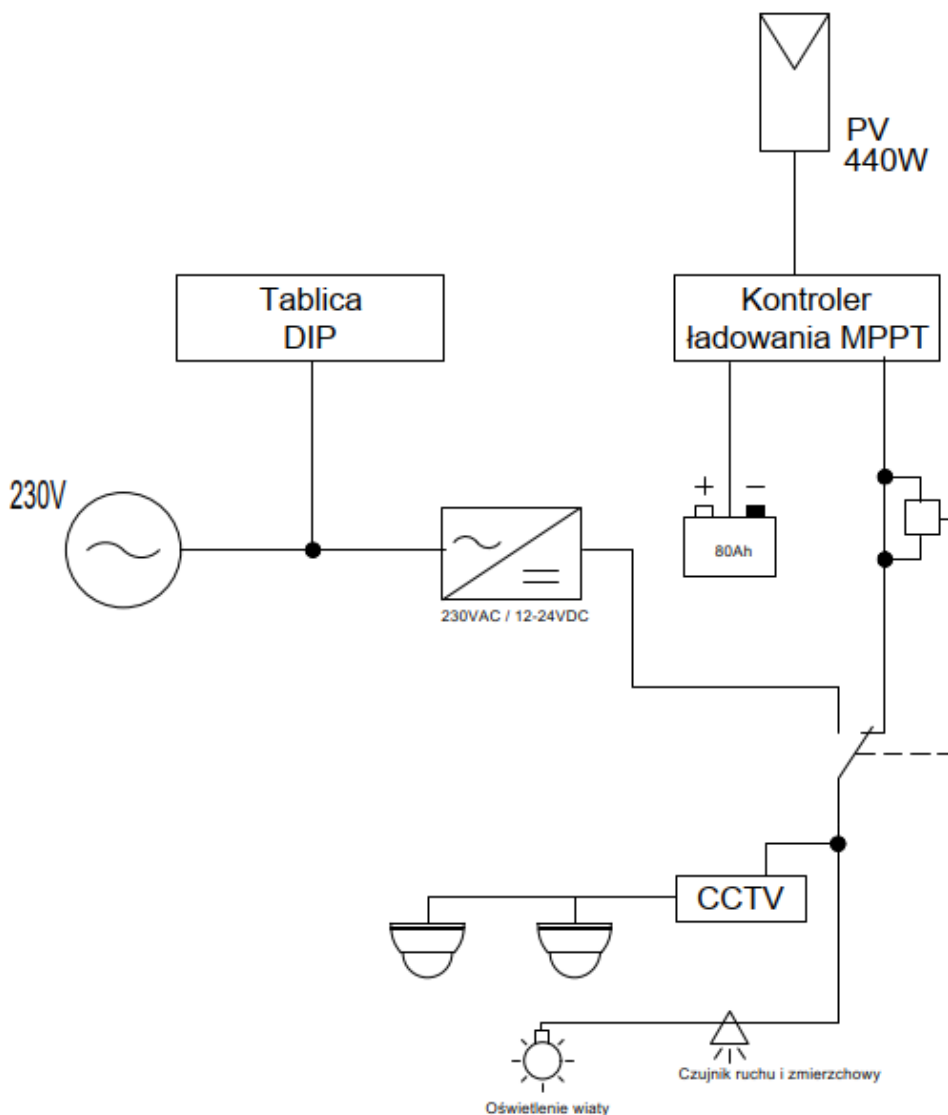 PV
440W
Tablica
DIP
Kontroler
ładowania MPPT
230V
+ −
80Ah
230VAC / 12-24VDC
CCTV
Czujnik ruchu i zmierzchowy
Oświetlenie wiaty